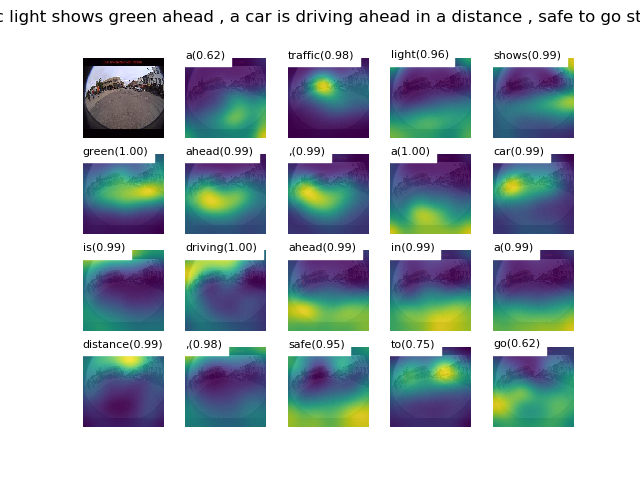 light shows green ahead , a car is driving ahead in a distance , safe to go
a(0.62) traffic(0.98) light(0.96) shows(0.99)
green(1.00) ahead(0.99) ,(0.99) a(1.00) car(0.99)
is(0.99) driving(1.00) ahead(0.99) in(0.99) a(0.99)
distance(0.99) ,(0.98) safe(0.95) to(0.75) go(0.62)